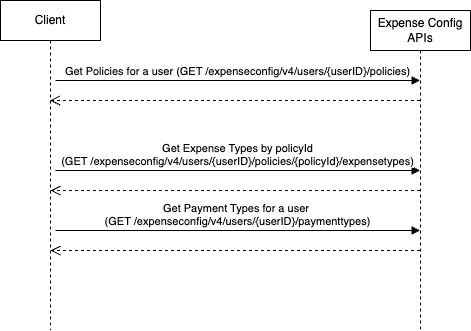 Client
Expense Config
APIs
Get Policies for a user (GET /expenseconfig/v4/users/{userID}/policies)
Get Expense Types by policyId
(GET /expenseconfig/v4/users/{userID}/policies/{policyId}/expensetypes)
Get Payment Types for a user
(GET /expenseconfig/v4/users/{userID}/paymenttypes)